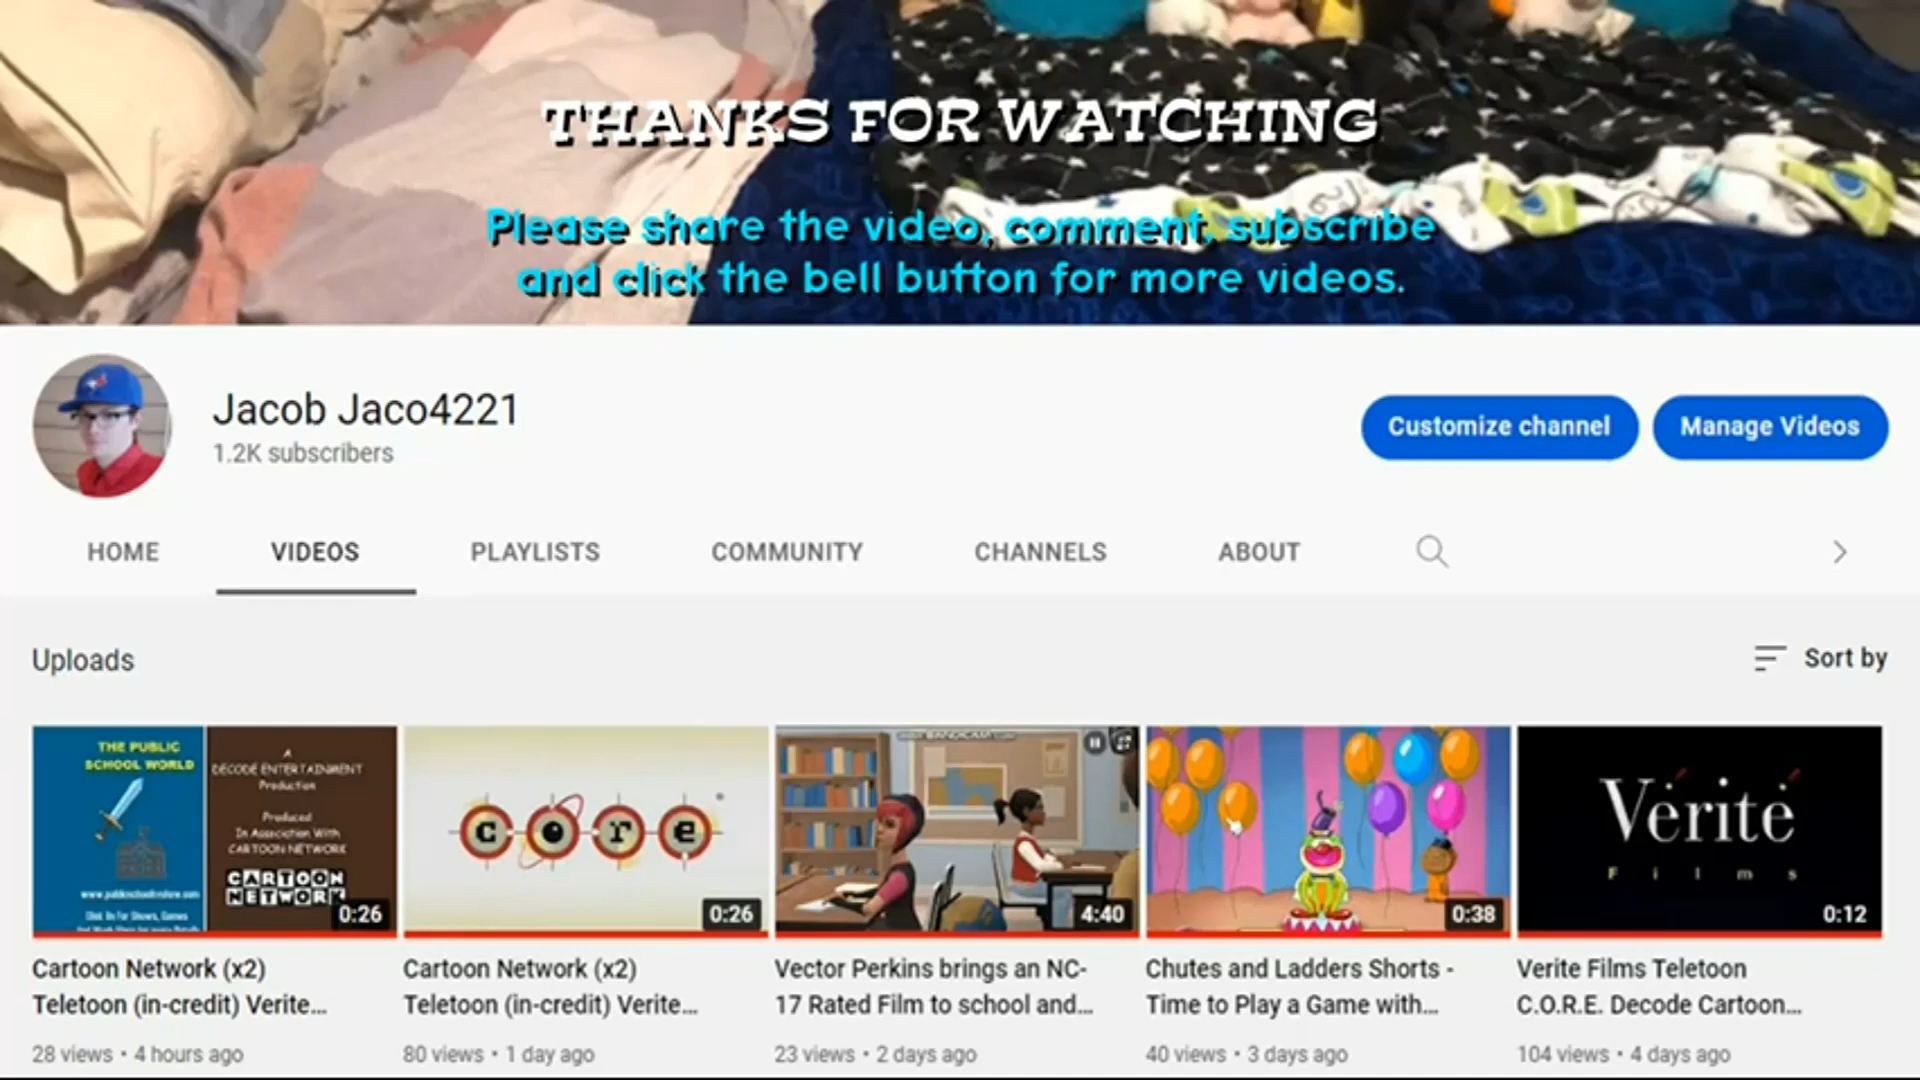 THANKS FOR WATCHING
Please share the video, comment, subscribe
and click the bell button for more videos.
Jacob Jaco4221
1.2K subscribers
Customize channel
Manage Videos
HOME
VIDEOS
PLAYLISTS
COMMUNITY
CHANNELS
ABOUT
Uploads
Sort by
THE PUBLIC
SCHOOL WORLD
A
DECODE ENTERTAINMENT
Production
Produced
In Association With
CARTOON NETWORK
CARTOON
NETWORK
0:26
core
0:26
4:40
0:38
Vérité
Films
0:12
Cartoon Network (x2)
Teletoon (in-credit) Verite...
28 views • 4 hours ago
Cartoon Network (x2)
Teletoon (in-credit) Verite...
80 views • 1 day ago
Vector Perkins brings an NC-
17 Rated Film to school and...
23 views • 2 days ago
Chutes and Ladders Shorts -
Time to Play a Game with...
40 views • 3 days ago
Verite Films Teletoon
C.O.R.E. Decode Cartoon...
104 views • 4 days ago